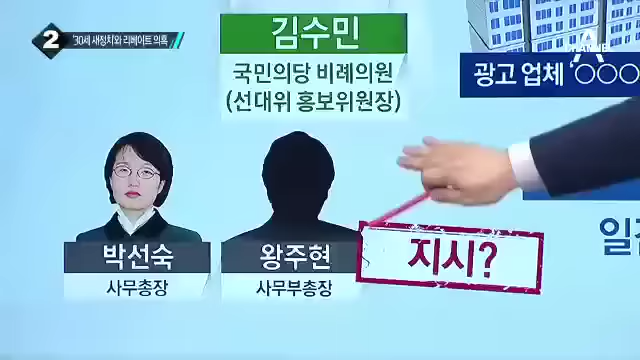 2 '30세 새정치'와 리베이트 의혹
CHANNEL A
김수민
국민의당 비례의원
(선대위 홍보위원장)
광고 업체 '○○○
박선숙
사무총장
왕주현
사무부총장
지시?